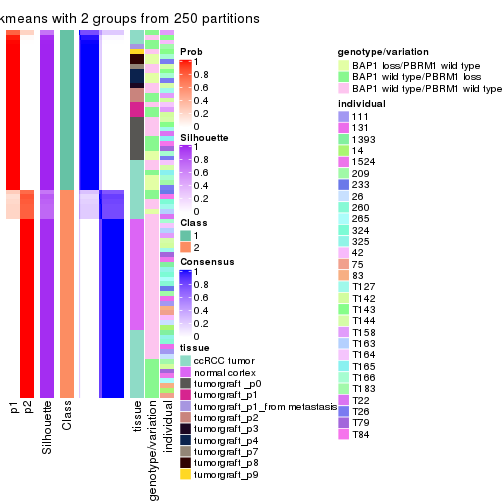 kmeans with 2 groups from 250 partitions
Prob
1
0.8
0.6
0.4
0.2
0
Silhouette
1
0.8
0.6
0.4
0.2
0
Class
1
2
Consensus
1
0.8
0.6
0.4
0.2
0
tissue
ccRCC tumor
normal cortex
tumorgraft_p0
tumorgraft_p1
tumorgraft_p1_from metastasis
tumorgraft_p2
tumorgraft_p3
tumorgraft_p4
tumorgraft_p7
tumorgraft_p8
tumorgraft_p9
genotype/variation
BAP1 loss/PBRM1 wild type
BAP1 wild type/PBRM1 loss
BAP1 wild type/PBRM1 wild type
individual
111
131
1393
14
1524
209
233
26
260
265
324
325
42
75
83
T127
T142
T143
T144
T158
T163
T164
T165
T166
T183
T22
T26
T79
T84
p1
p2
Silhouette
Class
tissue
genotype/variation
individual